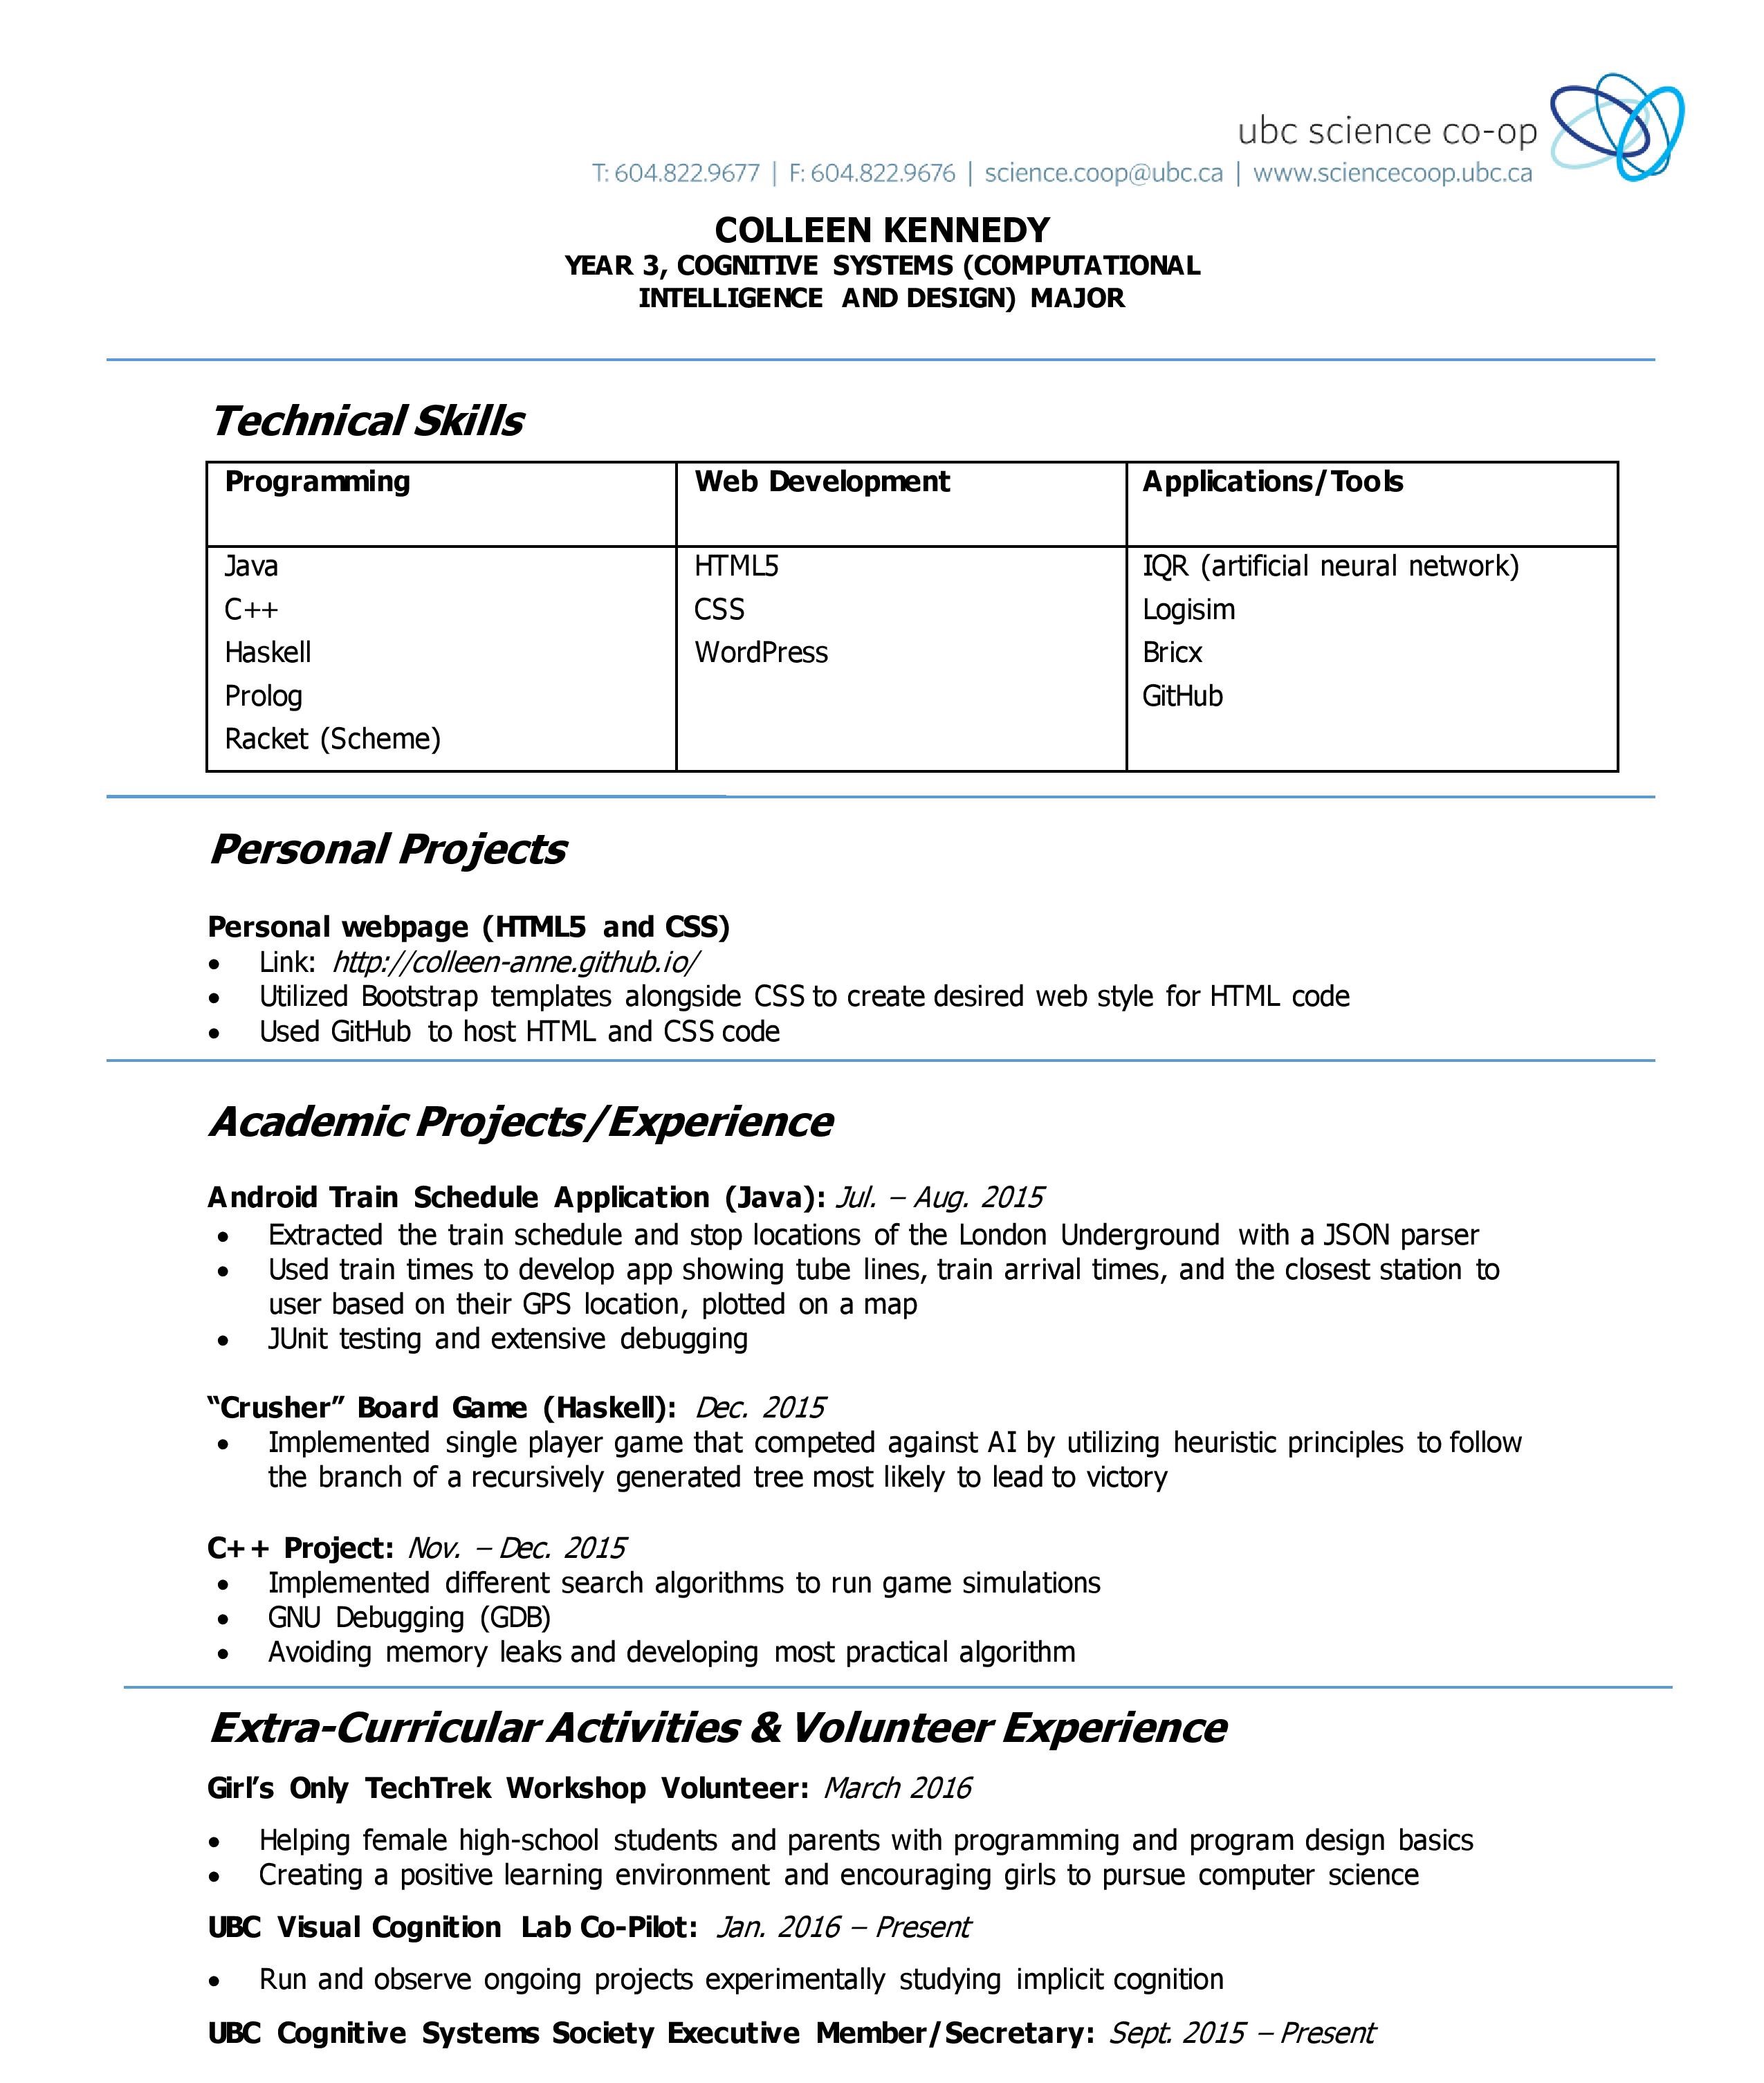 ubc science co-op
T: 604.822.9677 | F: 604.822.9676 | science.coop@ubc.ca | www.sciencecoop.ubc.ca
COLLEEN KENNEDY
YEAR 3, COGNITIVE SYSTEMS (COMPUTATIONAL
INTELLIGENCE AND DESIGN) MAJOR
Technical Skills
Programming Web Development Applications/Tools
Java HTML5 IQR (artificial neural network)
C++ CSS Logisim
Haskell WordPress Bricx
Prolog GitHub
Racket (Scheme)
Personal Projects
Personal webpage (HTML5 and CSS)
• Link: http://colleen-anne.github.io/
• Utilized Bootstrap templates alongside CSS to create desired web style for HTML code
• Used GitHub to host HTML and CSS code
Academic Projects/Experience
Android Train Schedule Application (Java): Jul. – Aug. 2015
• Extracted the train schedule and stop locations of the London Underground with a JSON parser
• Used train times to develop app showing tube lines, train arrival times, and the closest station to
user based on their GPS location, plotted on a map
• JUnit testing and extensive debugging
“Crusher” Board Game (Haskell): Dec. 2015
• Implemented single player game that competed against AI by utilizing heuristic principles to follow
the branch of a recursively generated tree most likely to lead to victory
C++ Project: Nov. – Dec. 2015
• Implemented different search algorithms to run game simulations
• GNU Debugging (GDB)
• Avoiding memory leaks and developing most practical algorithm
Extra-Curricular Activities & Volunteer Experience
Girl’s Only TechTrek Workshop Volunteer: March 2016
• Helping female high-school students and parents with programming and program design basics
• Creating a positive learning environment and encouraging girls to pursue computer science
UBC Visual Cognition Lab Co-Pilot: Jan. 2016 – Present
• Run and observe ongoing projects experimentally studying implicit cognition
UBC Cognitive Systems Society Executive Member/Secretary: Sept. 2015 – Present